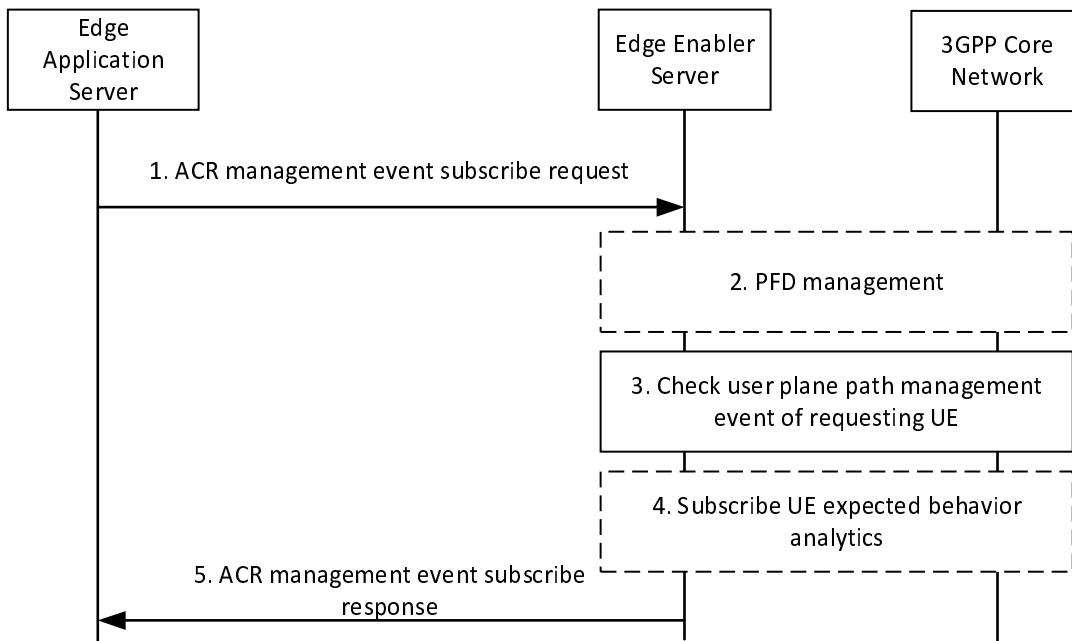 Edge
Application
Server
Edge Enabler
Server
3GPP Core
Network
1. ACR management event subscribe request
2. PFD management
3. Check user plane path management
event of requesting UE
4. Subscribe UE expected behavior
analytics
5. ACR management event subscribe
response